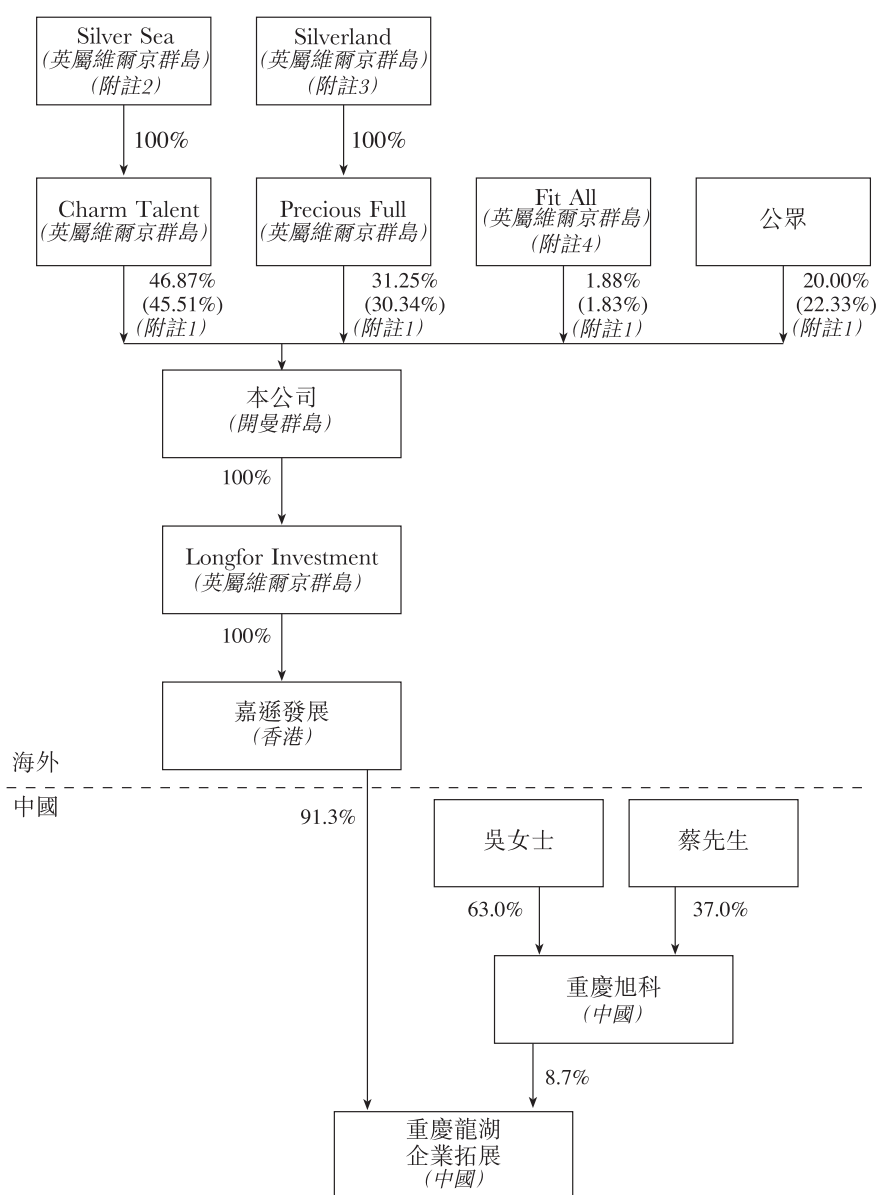 Silver Sea
(英屬維爾京群島)
(附註2)
Silverland
(英屬維爾京群島)
(附註3)
100%
100%
Charm Talent
(英屬維爾京群島)
Precious Full
(英屬維爾京群島)
Fit All
(英屬維爾京群島)
(附註4)
公眾
46.87%
(45.51%)
(附註1)
31.25%
(30.34%)
(附註1)
1.88%
(1.83%)
(附註1)
20.00%
(22.33%)
(附註1)
本公司
(開曼群島)
100%
Longfor Investment
(英屬維爾京群島)
100%
嘉遜發展
(香港)
海外
中國
91.3%
吳女士
蔡先生
63.0%
37.0%
重慶旭科
(中國)
8.7%
重慶龍湖
企業拓展
(中國)